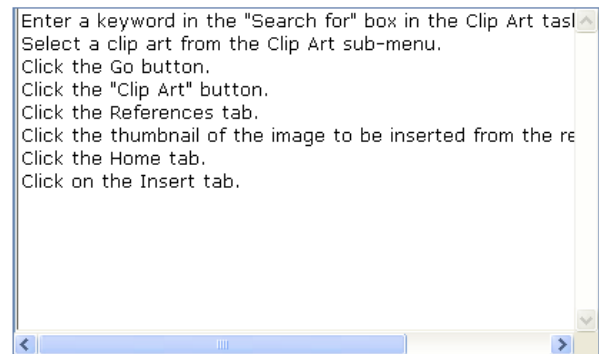 Enter a keyword in the "Search for" box in the Clip Art
Select a clip art from the Clip Art sub-menu.
Click the Go button.
Click the "Clip Art" button.
Click the References tab.
Click the thumbnail of the image to be inserted from the
Click the Home tab.
Click on the Insert tab.